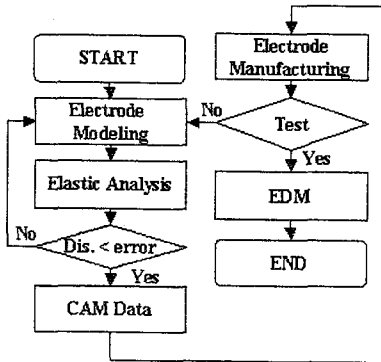 START
Electrode
Modeling
Elastic Analysis
No
Dis. < error
Yes
CAM Data
Electrode
Manufacturing
No
Test
Yes
EDM
END